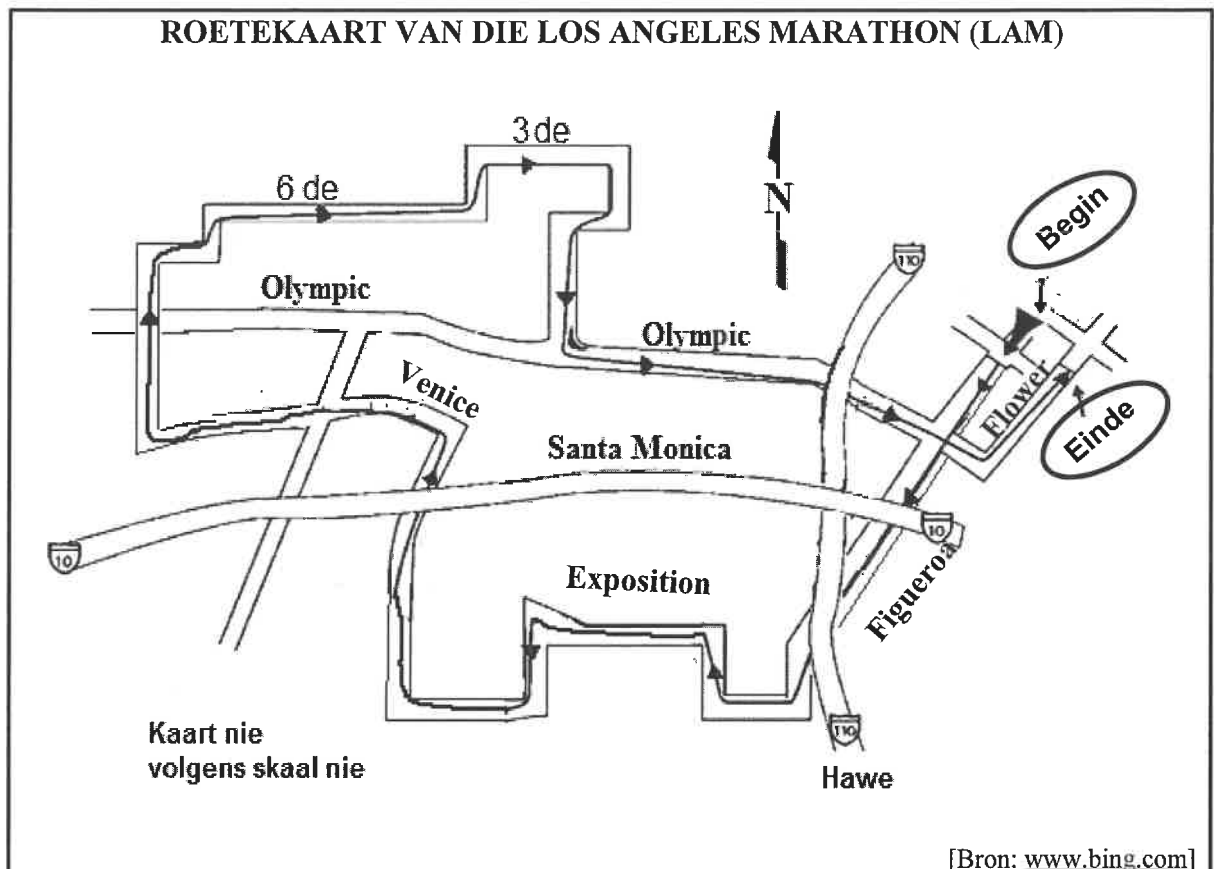 ROETEKAART VAN DIE LOS ANGELES MARATHON (LAM)
3de
6 de
N
Begin
110
Olympic
Olympic
Venice
Flower
Einde
Santa Monica
10
10
Exposition
Figueroa
Kaart nie
volgens skaal nie
110
Hawe
[Bron: www.bing.com]